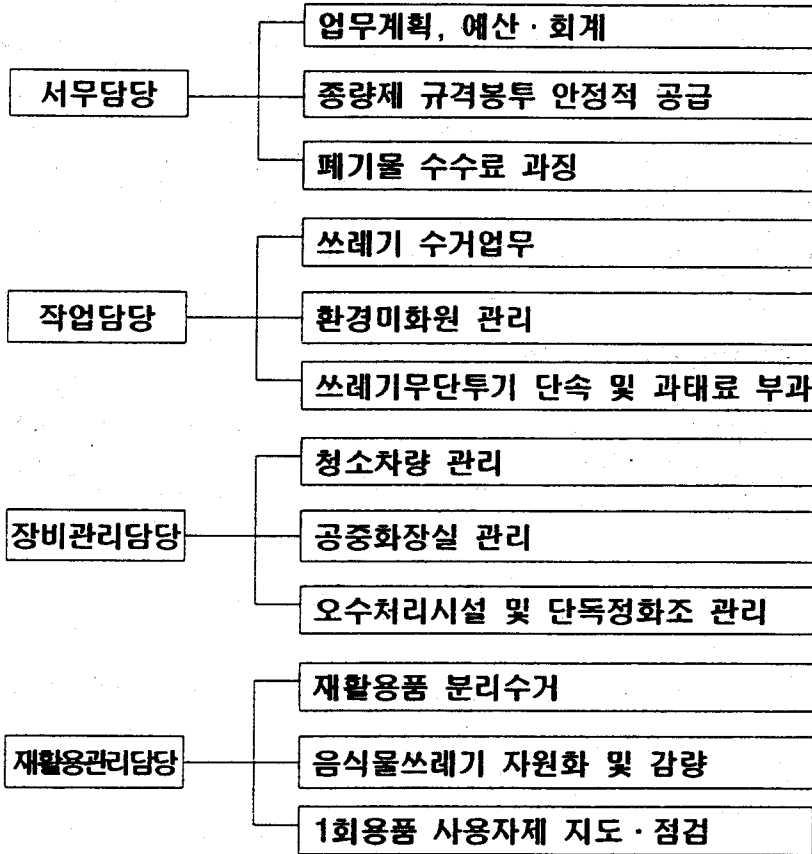 서무담당
업무계획, 예산·회계
종량제 규격봉투 안정적 공급
폐기물 수수료 과징
작업담당
쓰레기 수거업무
환경미화원 관리
쓰레기무단투기 단속 및 과태료 부과
장비관리담당
청소차량 관리
공중화장실 관리
오수처리시설 및 단독정화조 관리
재활용관리담당
재활용품 분리수거
음식물쓰레기 자원화 및 감량
1회용품 사용자제 지도·점검